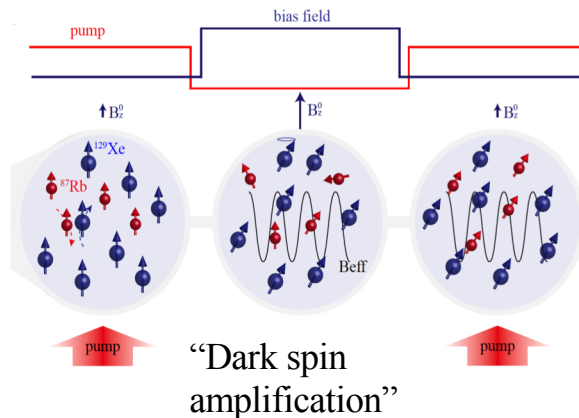 bias field
pump
B⁰z
B⁰z
B⁰z
¹²⁹Xe
⁸⁷Rb
Beff
pump
pump
“Dark spin
amplification”